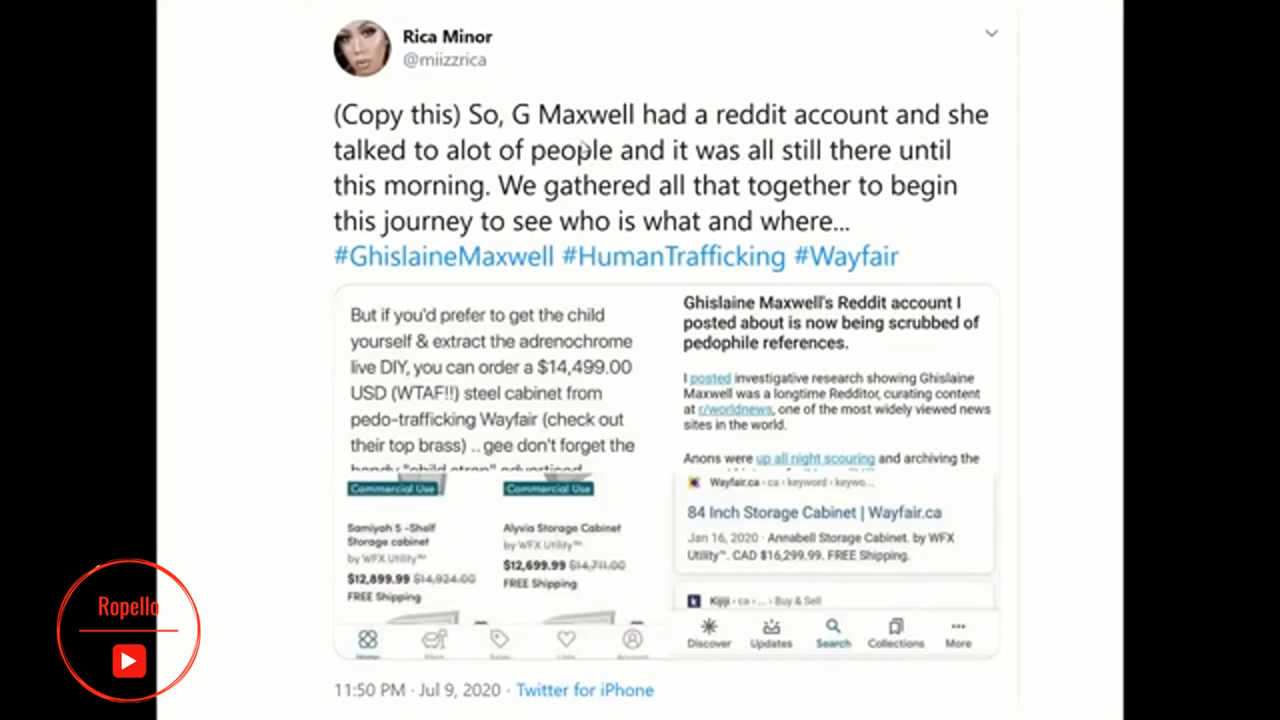 Rica Minor
@miizzrica
(Copy this) So, G Maxwell had a reddit account and she
talked to alot of people and it was all still there until
this morning. We gathered all that together to begin
this journey to see who is what and where...
#GhislaineMaxwell #HumanTrafficking #Wayfair
But if you'd prefer to get the child
yourself & extract the adrenochrome
live DIY, you can order a $14,499.00
USD (WTAF!!) steel cabinet from
pedo-trafficking Wayfair (check out
their top brass) .. gee don't forget the
Ghislaine Maxwell's Reddit account I
posted about is now being scrubbed of
pedophile references.
I posted investigative research showing Ghislaine
Maxwell was a longtime Redditor, curating content
at r/worldnews, one of the most widely viewed news
sites in the world.
Anons were up all night scouring and archiving the
Commercial Use
Commercial Use
Samiyah 5 -Shelf
Storage cabinet
by WFX Utility™
$12,899.99 $14,924.00
FREE Shipping
Alyvia Storage Cabinet
by WFX Utility™
$12,699.99 $14,711.00
FREE Shipping
Wayfair.ca › ca › keyword › keywo...
84 Inch Storage Cabinet | Wayfair.ca
Jan 16, 2020 · Annabell Storage Cabinet. by WFX
Utility™. CAD $16,299.99. FREE Shipping.
Kijiji › ca › ... › Buy & Sell
Discover Updates Search Collections More
11:50 PM · Jul 9, 2020 · Twitter for iPhone
Ropello